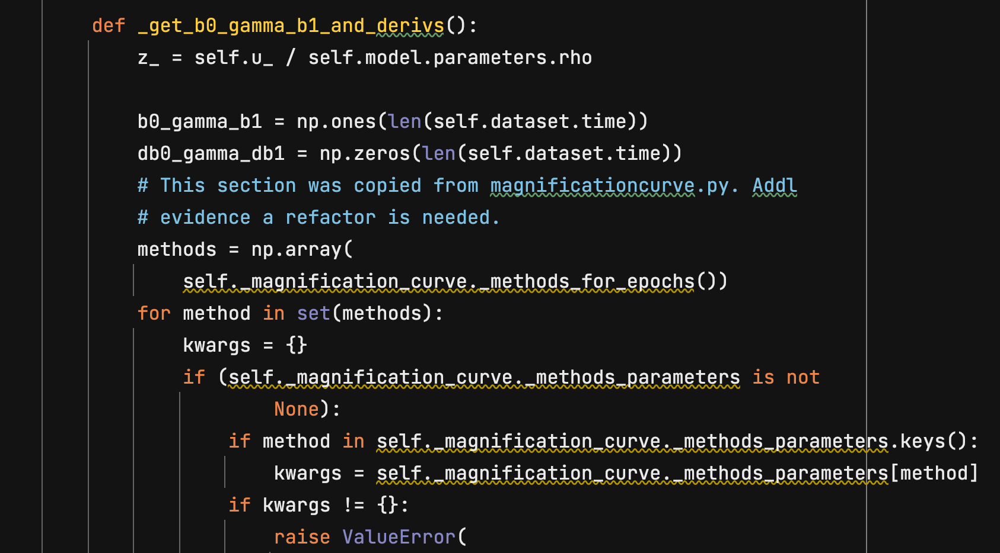 def _get_b0_gamma_b1_and_derivs():
z_ = self.u_ / self.model.parameters.rho
b0_gamma_b1 = np.ones(len(self.dataset.time))
db0_gamma_db1 = np.zeros(len(self.dataset.time))
# This section was copied from magnificationcurve.py. Addl
# evidence a refactor is needed.
methods = np.array(
self._magnification_curve._methods_for_epochs())
for method in set(methods):
kwargs = {}
if (self._magnification_curve._methods_parameters is not
None):
if method in self._magnification_curve._methods_parameters.keys():
kwargs = self._magnification_curve._methods_parameters[method]
if kwargs != {}:
raise ValueError(